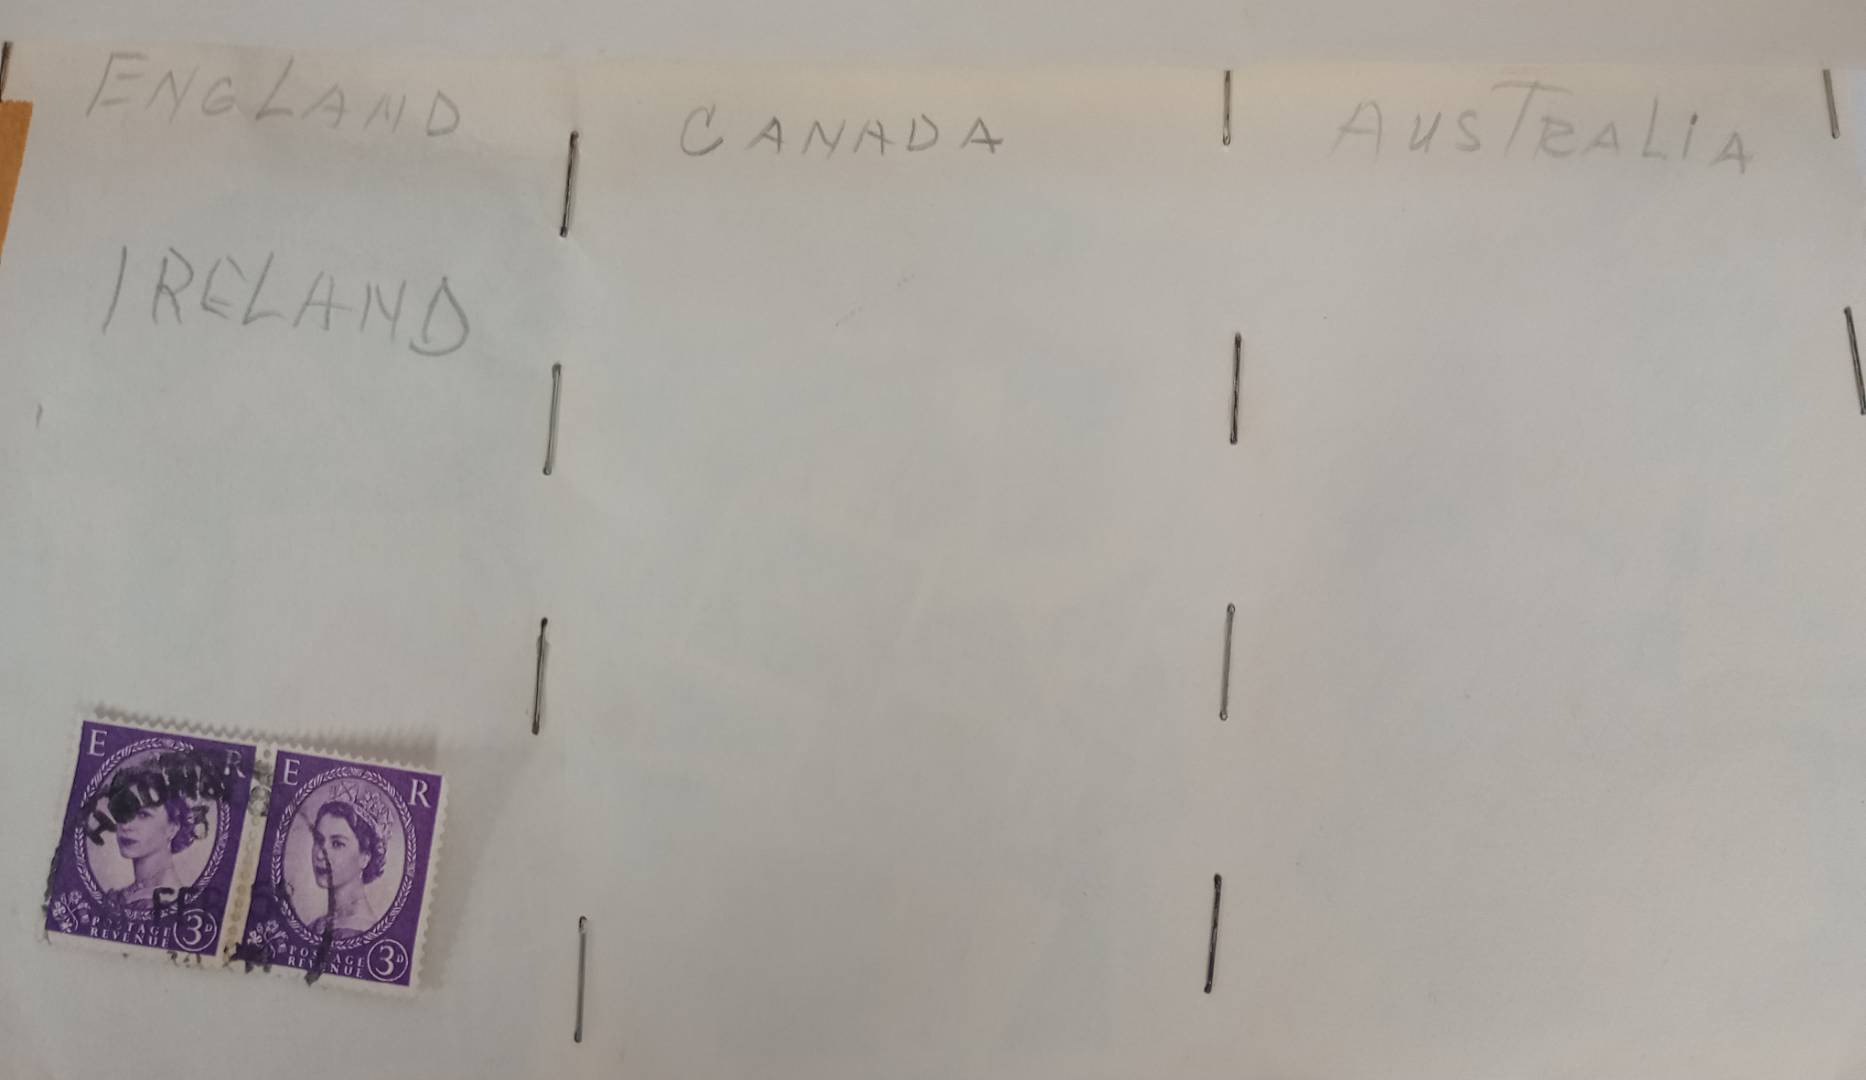 ENGLAND
CANADA
AUSTRALIA
IRELAND
E R
E R
POSTAGE
REVENUE
3D
POSTAGE
REVENUE
3D